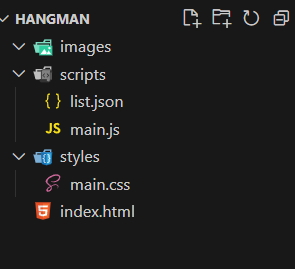 HANGMAN
images
scripts
{ } list.json
JS main.js
styles
main.css
index.html